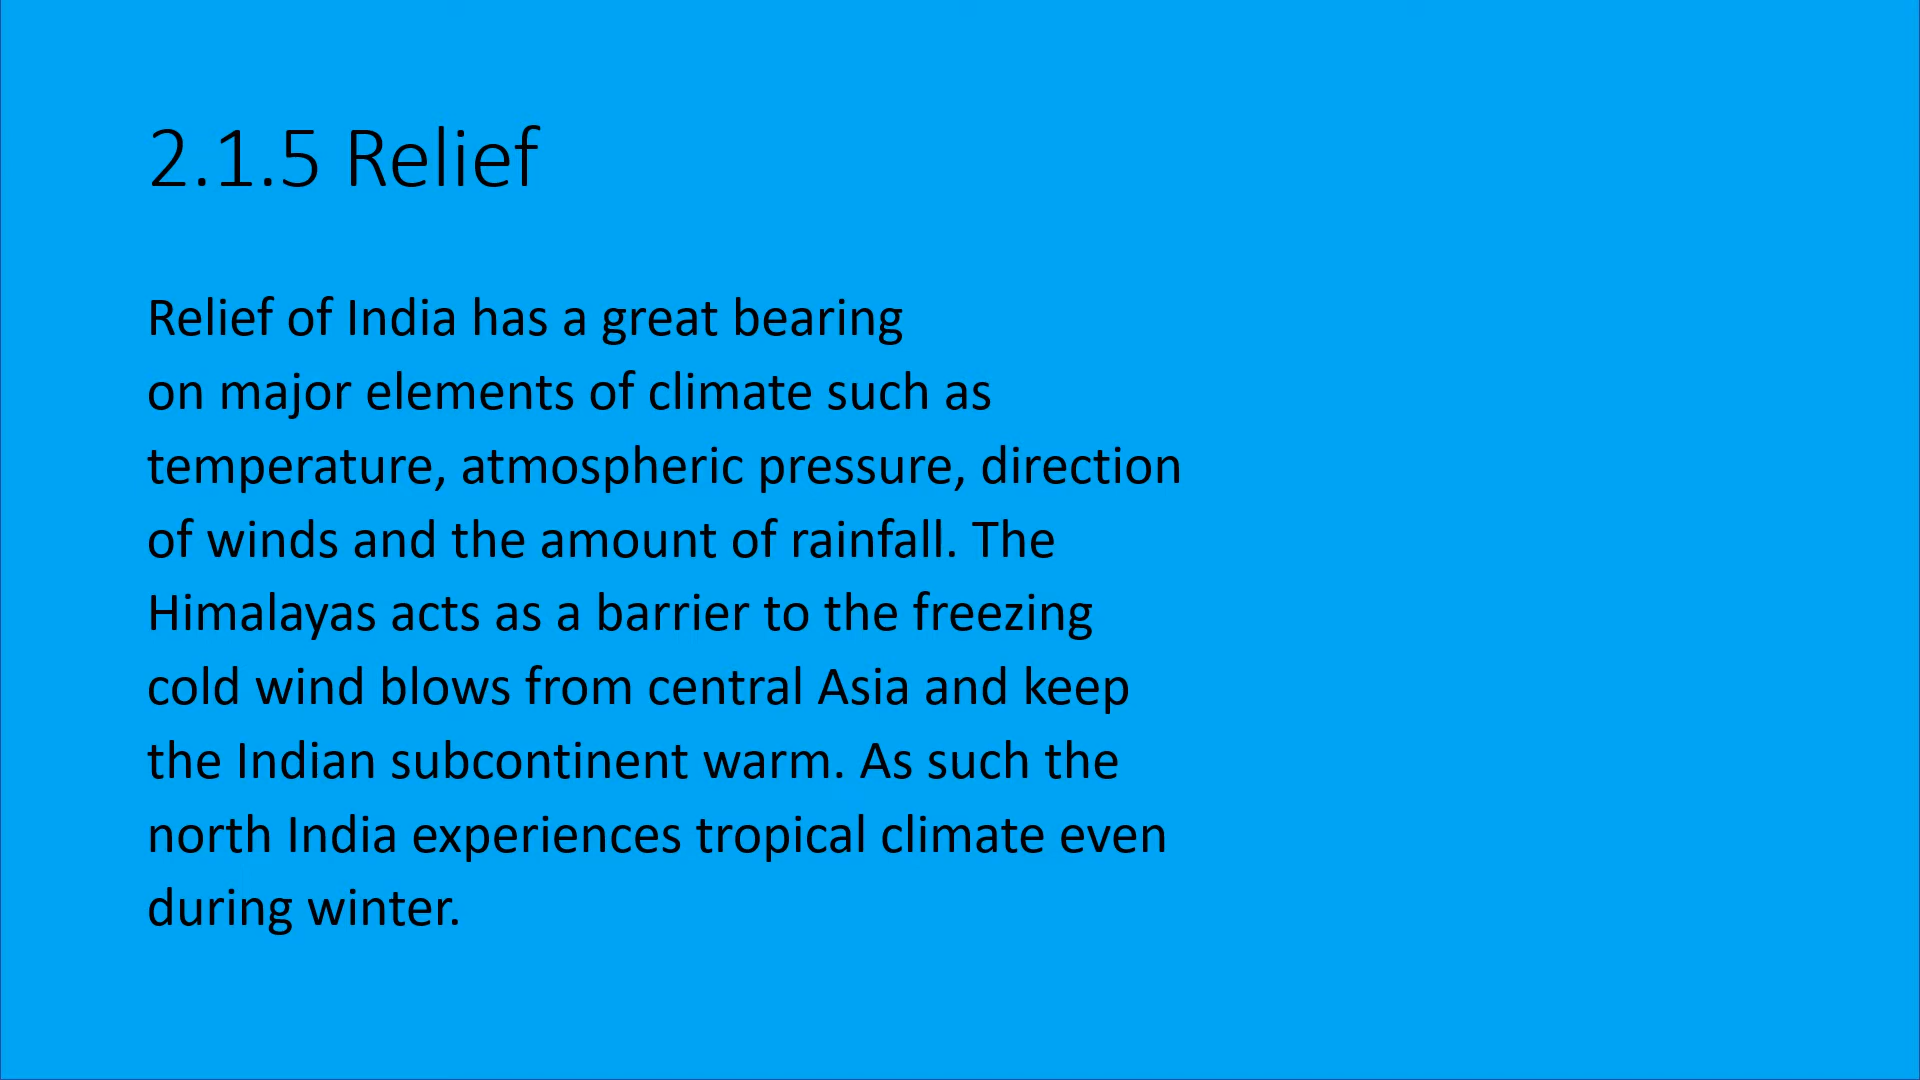 2.1.5 Relief
Relief of India has a great bearing
on major elements of climate such as
temperature, atmospheric pressure, direction
of winds and the amount of rainfall. The
Himalayas acts as a barrier to the freezing
cold wind blows from central Asia and keep
the Indian subcontinent warm. As such the
north India experiences tropical climate even
during winter.